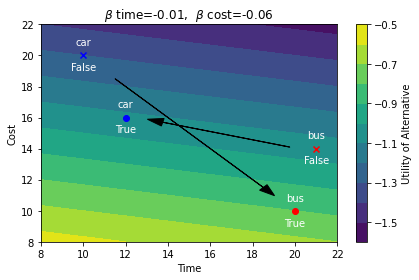 β time=-0.01,  β cost=-0.06
22
20
18
16
14
12
10
8
Cost
8
10
12
14
16
18
20
22
Time
car
False
car
True
bus
False
bus
True
−0.5
−0.7
−0.9
−1.1
−1.3
−1.5
Utility of Alternative